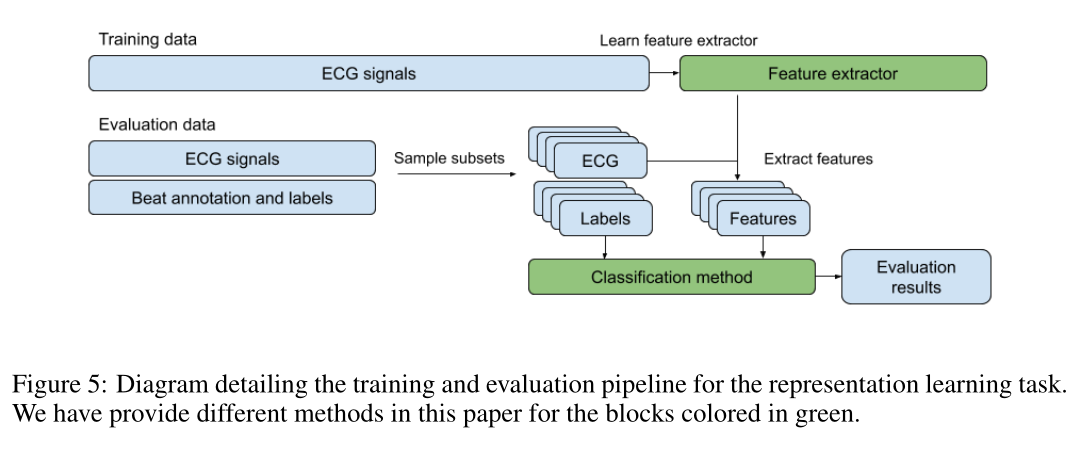 Training data
Learn feature extractor
ECG signals
Feature extractor
Evaluation data
ECG signals
Sample subsets
ECG
Extract features
Beat annotation and labels
Labels
Features
Classification method
Evaluation
results
Figure 5: Diagram detailing the training and evaluation pipeline for the representation learning task.
We have provide different methods in this paper for the blocks colored in green.